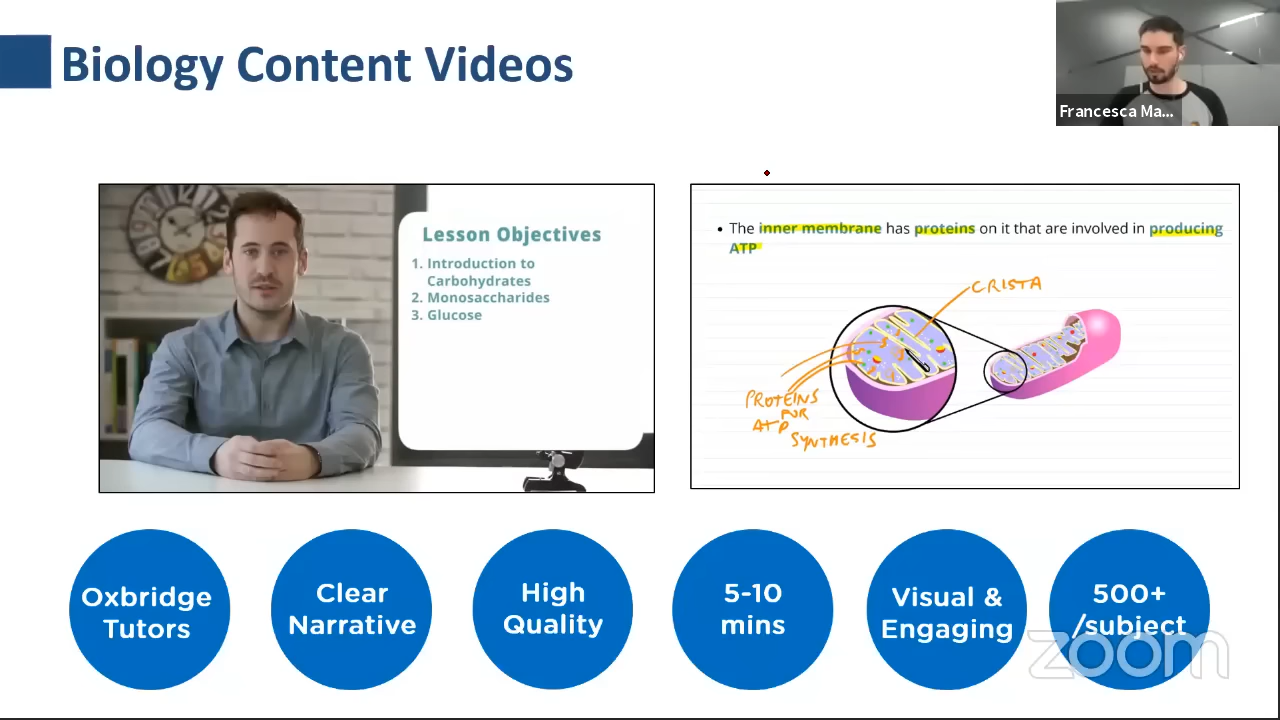 Biology Content Videos
Francesca Ma...
Lesson Objectives
1. Introduction to
Carbohydrates
2. Monosaccharides
3. Glucose
• The inner membrane has proteins on it that are involved in producing
ATP
CRISTA
PROTEINS
FOR
ATP
SYNTHESIS
Oxbridge
Tutors
Clear
Narrative
High
Quality
5-10
mins
Visual &
Engaging
500+
/subject
zoom